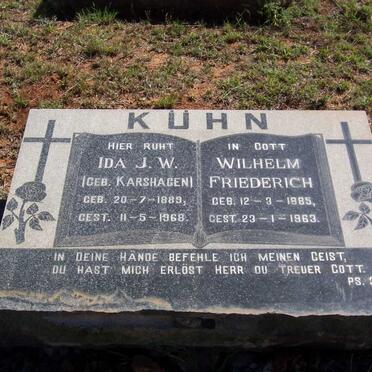 KÜHN
HIER RUHT
IDA J. W.
(GEB. KARSHAGEN)
GEB. 20-7-1889,
GEST. 11-5-1968.
IN GOTT
WILHELM
FRIEDERICH
GEB. 12-3-1885,
GEST. 23-1-1963.
IN DEINE HÄNDE BEFEHLE ICH MEINEN GEIST,
DU HAST MICH ERLÖST HERR DU TREUER GOTT.
PS.